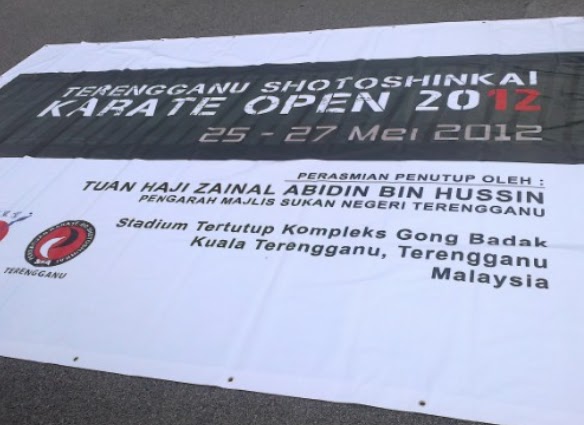 TERENGGANU SHOTOSHINKAI
KARATE OPEN 2012
25 - 27 Mei 2012
PERASMIAN PENUTUP OLEH :
TUAN HAJI ZAINAL ABIDIN BIN HUSSIN
PENGARAH MAJLIS SUKAN NEGERI TERENGGANU
Stadium Tertutup Kompleks Gong Badak
Kuala Terengganu, Terengganu
Malaysia
TERENGGANU